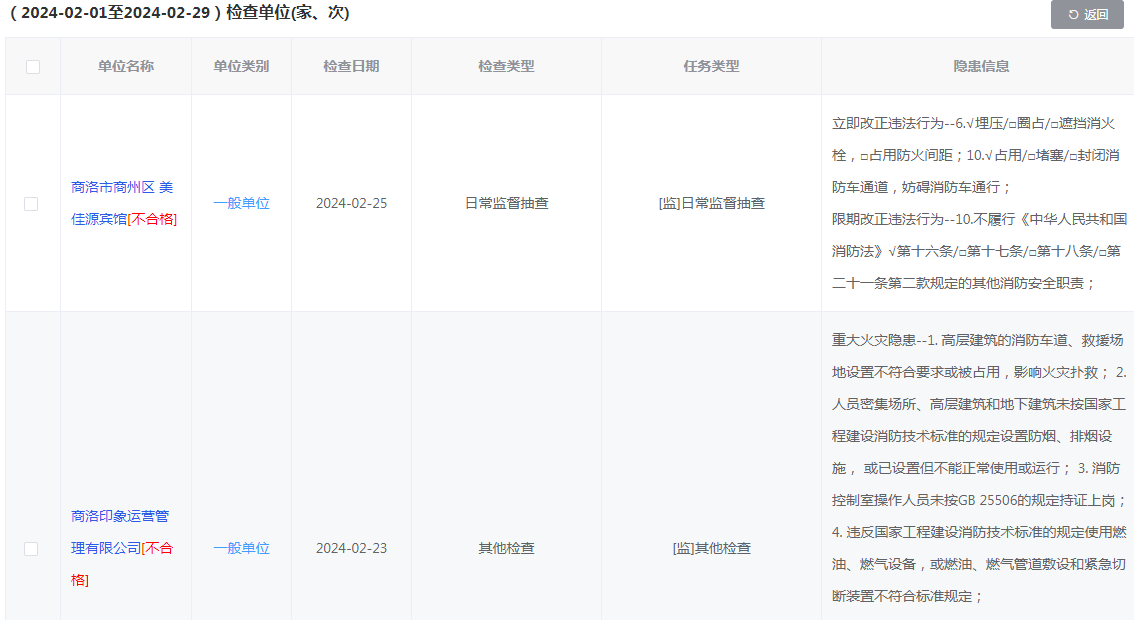 （2024-02-01至2024-02-29）检查单位(家、次)
返回
单位名称 单位类别 检查日期 检查类型 任务类型 隐患信息
商洛市商州区 美
佳源宾馆[不合格]
一般单位
2024-02-25
日常监督抽查
[监]日常监督抽查
立即改正违法行为--6.√埋压/□圈占/□遮挡消火
栓，□占用防火间距；10.√占用/□堵塞/□封闭消
防车通道，妨碍消防车通行；
限期改正违法行为--10.不履行《中华人民共和国
消防法》√第十六条/□第十七条/□第十八条/□第
二十一条第二款规定的其他消防安全职责；
商洛印象运营管
理有限公司[不合
格]
一般单位
2024-02-23
其他检查
[监]其他检查
重大火灾隐患--1. 高层建筑的消防车道、救援场
地设置不符合要求或被占用，影响火灾扑救； 2.
人员密集场所、高层建筑和地下建筑未按国家工
程建设消防技术标准的规定设置防烟、排烟设
施， 或已设置但不能正常使用或运行； 3. 消防
控制室操作人员未按GB 25506的规定持证上岗；
4. 违反国家工程建设消防技术标准的规定使用燃
油、燃气设备，或燃油、燃气管道敷设和紧急切
断装置不符合标准规定；